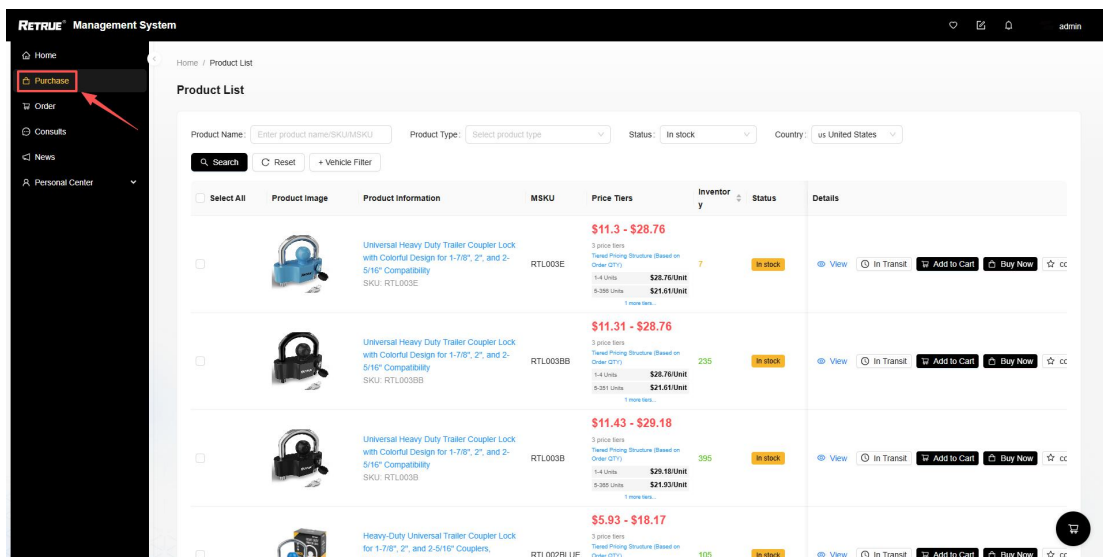 RETRUE® Management System
admin
Home
Purchase
Order
Consults
News
Personal Center
Home / Product List
Product List
Product Name: Enter product name/SKU/MSKU Product Type: Select product type Status: In stock Country: us United States
Search Reset + Vehicle Filter
Select All Product Image Product Information MSKU Price Tiers Inventor
y Status Details
Universal Heavy Duty Trailer Coupler Lock
with Colorful Design for 1-7/8", 2", and 2-
5/16" Compatibility
SKU: RTL003E
RTL003E
$11.3 - $28.76
3 price tiers
Tiered Pricing Structure (Based on
Order QTY)
1-4 Units $28.76/Unit
5-356 Units $21.61/Unit
1 more tiers...
7
In stock
View In Transit Add to Cart Buy Now cc
Universal Heavy Duty Trailer Coupler Lock
with Colorful Design for 1-7/8", 2", and 2-
5/16" Compatibility
SKU: RTL003BB
RTL003BB
$11.31 - $28.76
3 price tiers
Tiered Pricing Structure (Based on
Order QTY)
1-4 Units $28.76/Unit
5-251 Units $21.61/Unit
1 more tiers...
235
In stock
View In Transit Add to Cart Buy Now cc
Universal Heavy Duty Trailer Coupler Lock
with Colorful Design for 1-7/8", 2", and 2-
5/16" Compatibility
SKU: RTL003B
RTL003B
$11.43 - $29.18
3 price tiers
Tiered Pricing Structure (Based on
Order QTY)
1-4 Units $29.18/Unit
5-355 Units $21.93/Unit
1 more tiers...
395
In stock
View In Transit Add to Cart Buy Now cc
Heavy-Duty Universal Trailer Coupler Lock
for 1-7/8", 2", and 2-5/16" Couplers,
RTL002BLUE
$5.93 - $18.17
3 price tiers
Tiered Pricing Structure (Based on
Order QTY)
105
In stock
View In Transit Add to Cart Buy Now cc